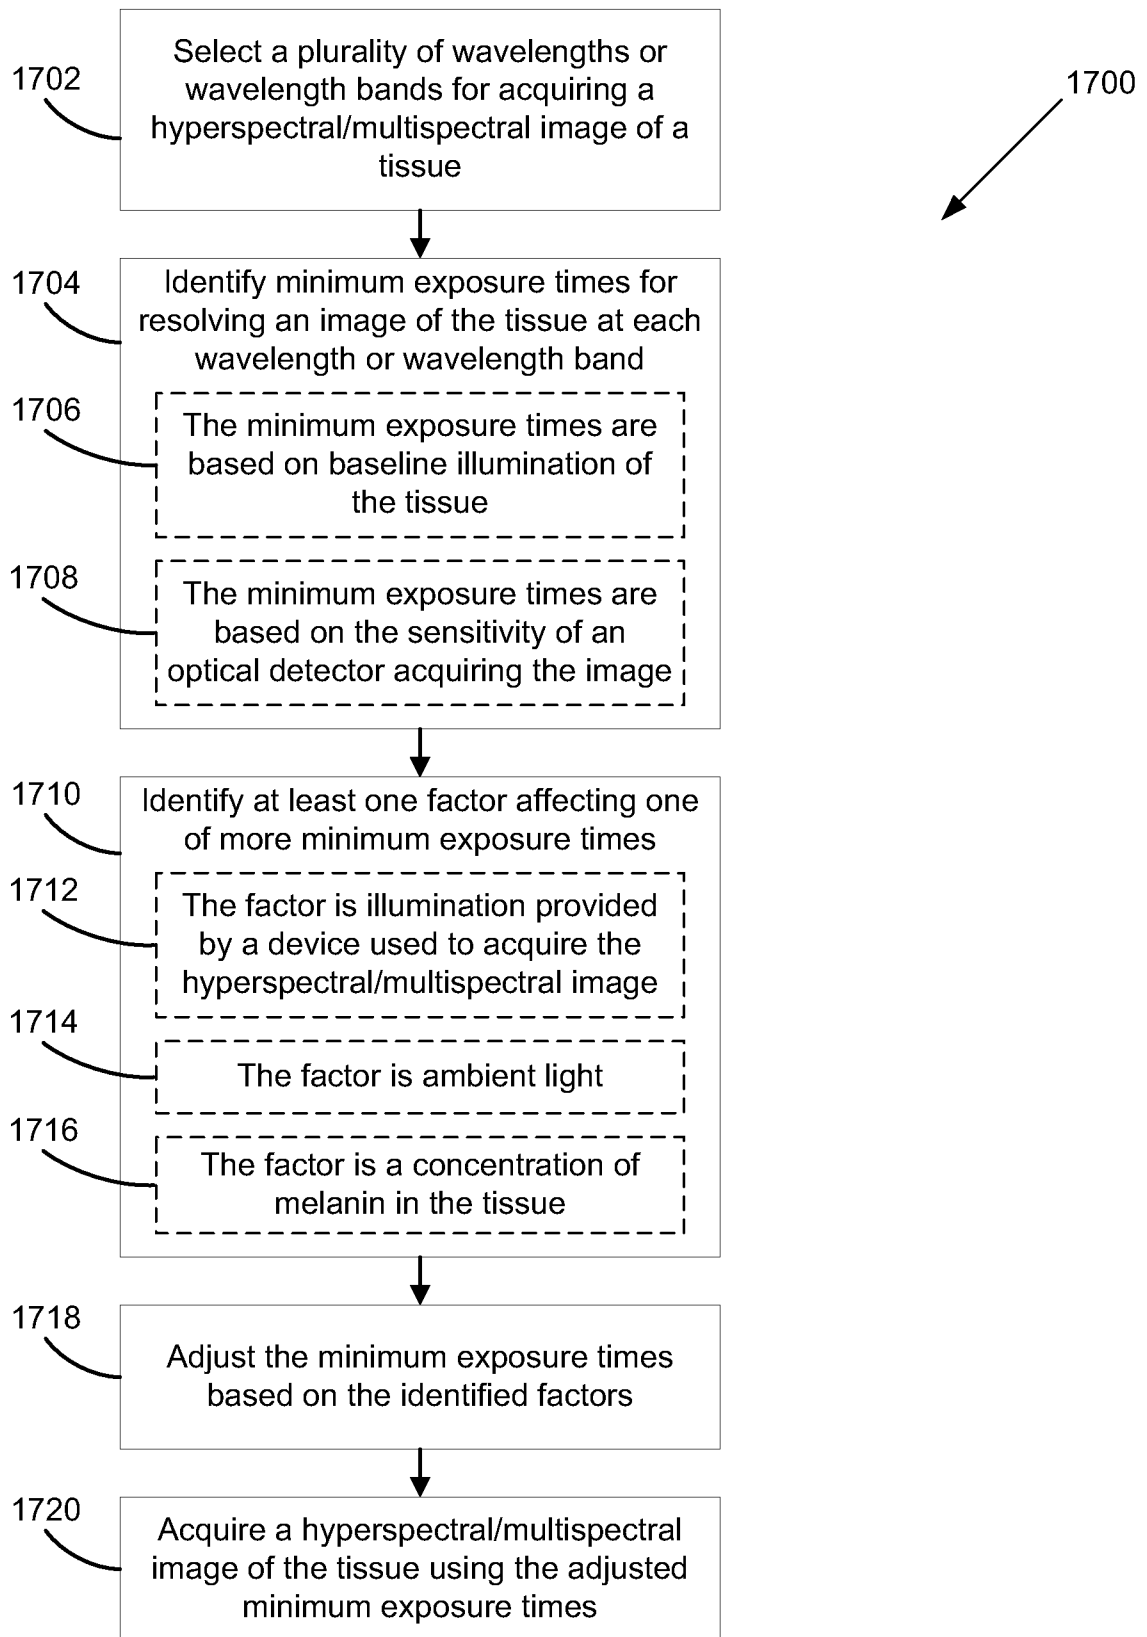 1702
Select a plurality of wavelengths or
wavelength bands for acquiring a
hyperspectral/multispectral image of a
tissue
1700
1704
Identify minimum exposure times for
resolving an image of the tissue at each
wavelength or wavelength band
1706
The minimum exposure times are
based on baseline illumination of
the tissue
1708
The minimum exposure times are
based on the sensitivity of an
optical detector acquiring the image
1710
Identify at least one factor affecting one
of more minimum exposure times
1712
The factor is illumination provided
by a device used to acquire the
hyperspectral/multispectral image
1714
The factor is ambient light
1716
The factor is a concentration of
melanin in the tissue
1718
Adjust the minimum exposure times
based on the identified factors
1720
Acquire a hyperspectral/multispectral
image of the tissue using the adjusted
minimum exposure times